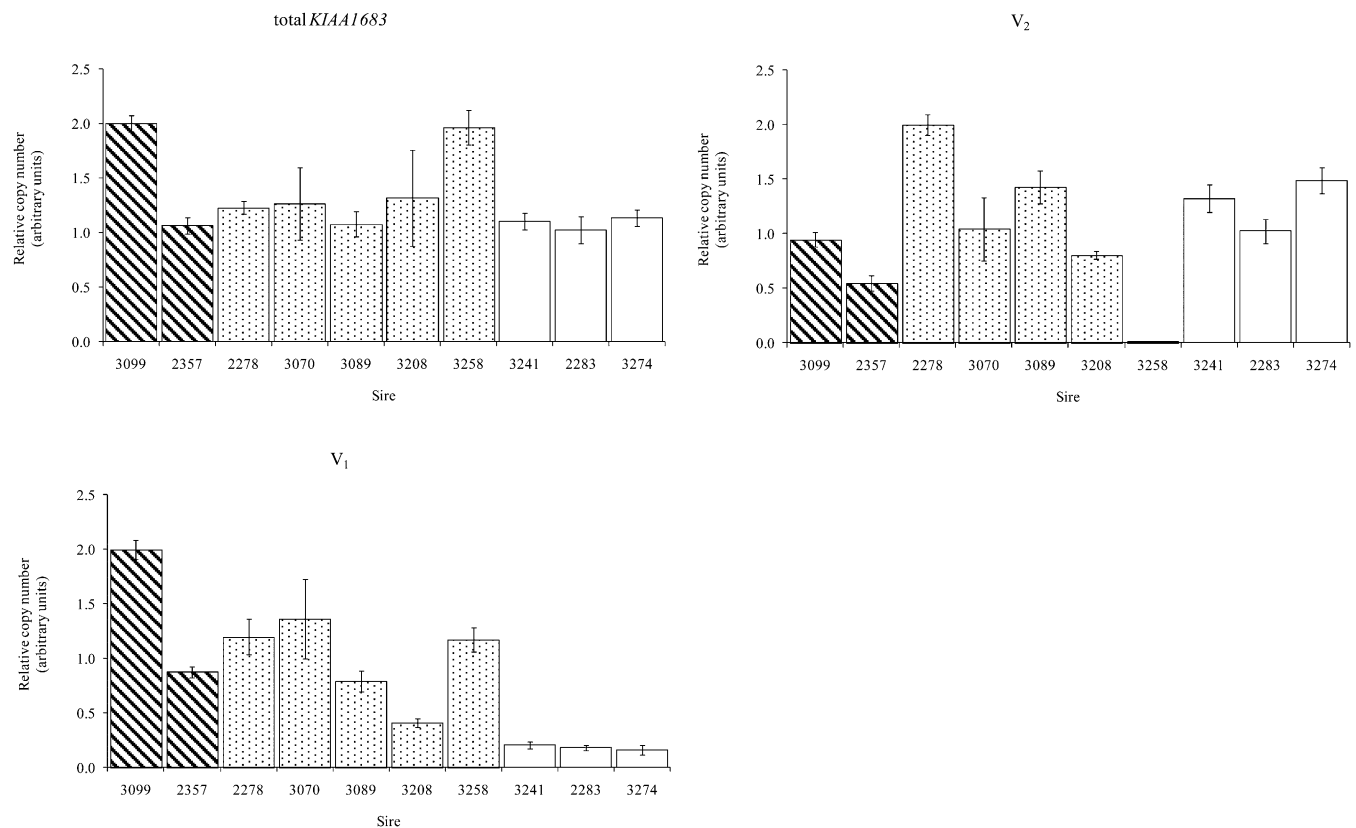 total KIAA1683
Relative copy number
(arbitrary units)
2.5
2.0
1.5
1.0
0.5
0.0
3099 2357 2278 3070 3089 3208 3258 3241 2283 3274
Sire
V₂
Relative copy number
(arbitrary units)
2.5
2.0
1.5
1.0
0.5
0.0
3099 2357 2278 3070 3089 3208 3258 3241 2283 3274
Sire
V₁
Relative copy number
(arbitrary units)
2.5
2.0
1.5
1.0
0.5
0.0
3099 2357 2278 3070 3089 3208 3258 3241 2283 3274
Sire